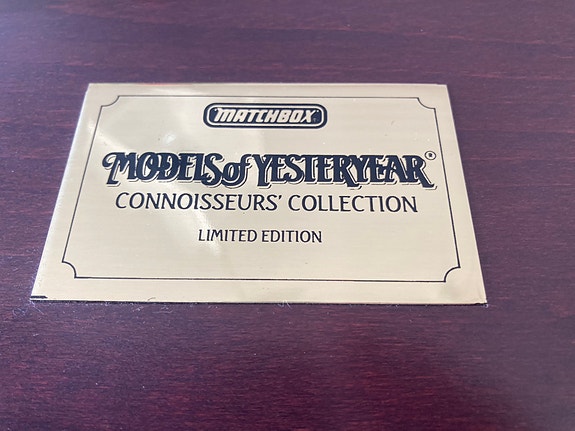 MATCHBOX
MODELS of YESTERYEAR®
CONNOISSEURS' COLLECTION
LIMITED EDITION